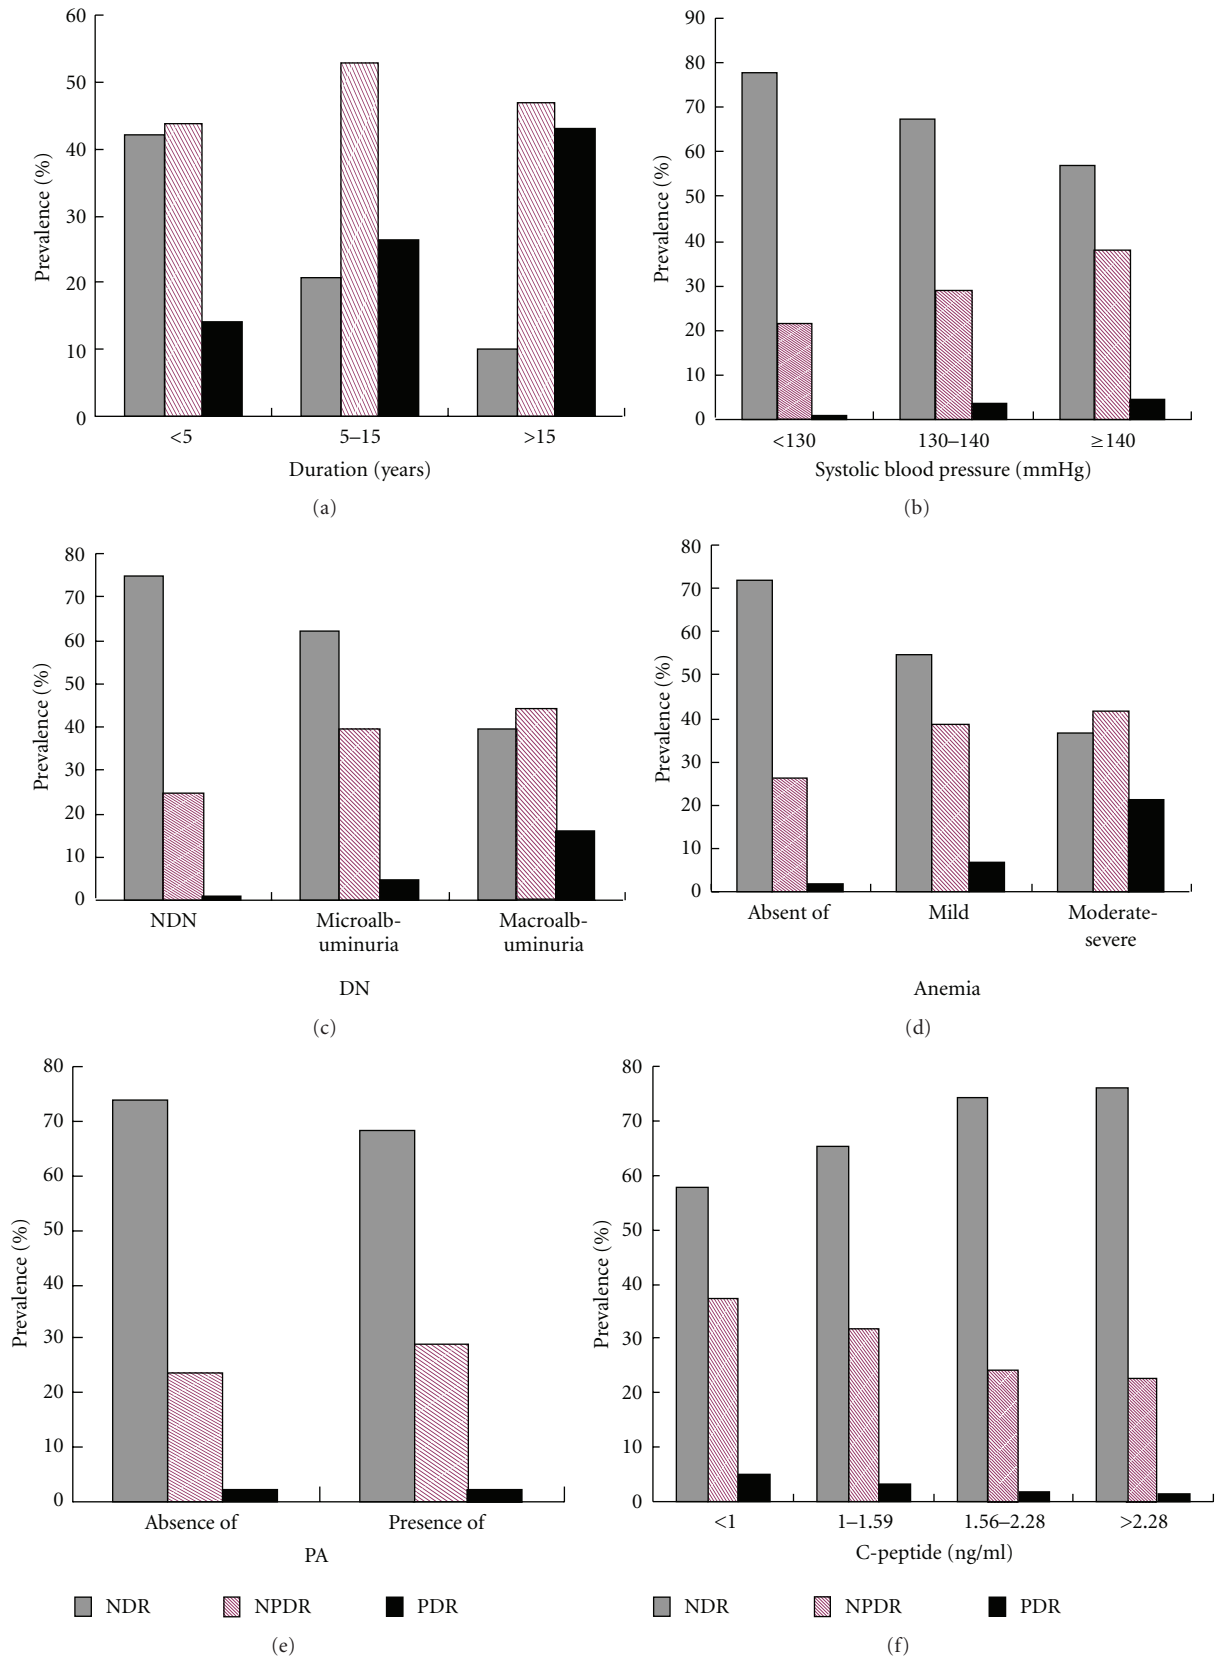 60
50
40
30
20
10
0
Prevalence (%)
<5 5–15 >15
Duration (years)
(a)
90
80
70
60
50
40
30
20
10
0
Prevalence (%)
<130 130–140 ≥140
Systolic blood pressure (mmHg)
(b)
80
70
60
50
40
30
20
10
0
Prevalence (%)
NDN Microalb- Macroalb-
uminuria uminuria
DN
(c)
80
70
60
50
40
30
20
10
0
Prevalence (%)
Absent of Mild Moderate-
severe
Anemia
(d)
80
70
60
50
40
30
20
10
0
Prevalence (%)
Absence of Presence of
PA
NDR NPDR PDR
(e)
80
70
60
50
40
30
20
10
0
Prevalence (%)
<1 1–1.59 1.56–2.28 >2.28
C-peptide (ng/ml)
NDR NPDR PDR
(f)